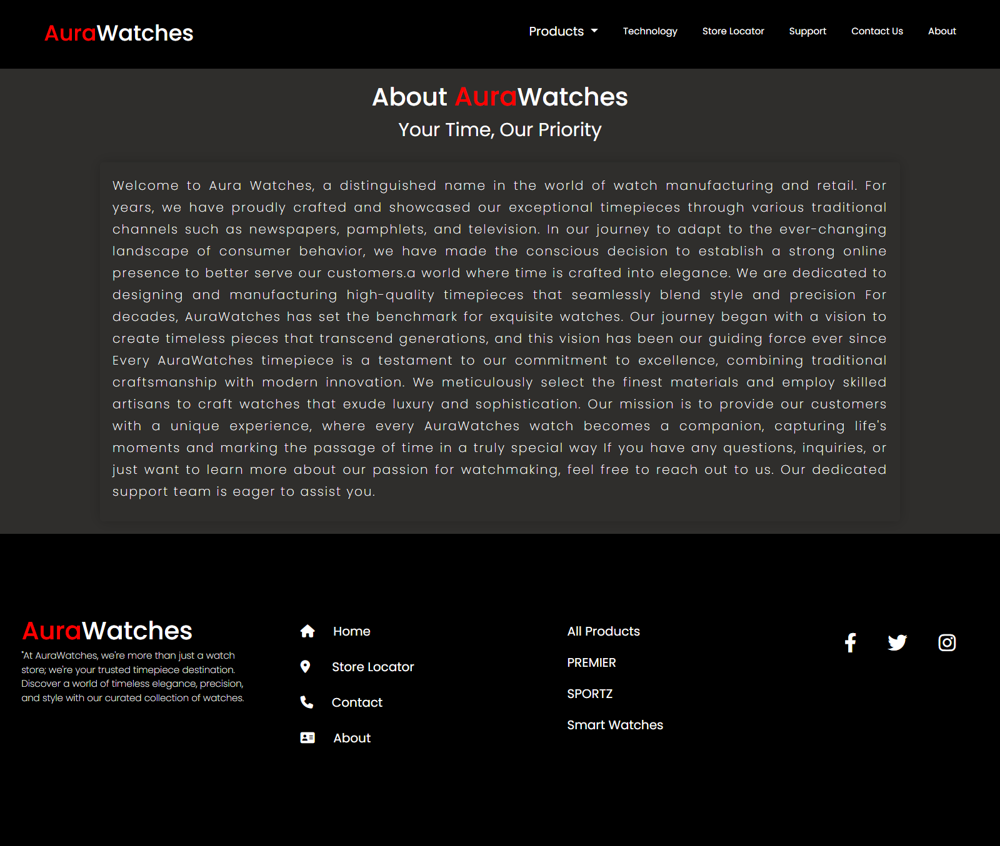 AuraWatches
Products
Technology
Store Locator
Support
Contact Us
About
About AuraWatches
Your Time, Our Priority
Welcome to Aura Watches, a distinguished name in the world of watch manufacturing and retail. For
years, we have proudly crafted and showcased our exceptional timepieces through various traditional
channels such as newspapers, pamphlets, and television. In our journey to adapt to the ever-changing
landscape of consumer behavior, we have made the conscious decision to establish a strong online
presence to better serve our customers.a world where time is crafted into elegance. We are dedicated to
designing and manufacturing high-quality timepieces that seamlessly blend style and precision For
decades, AuraWatches has set the benchmark for exquisite watches. Our journey began with a vision to
create timeless pieces that transcend generations, and this vision has been our guiding force ever since
Every AuraWatches timepiece is a testament to our commitment to excellence, combining traditional
craftsmanship with modern innovation. We meticulously select the finest materials and employ skilled
artisans to craft watches that exude luxury and sophistication. Our mission is to provide our customers
with a unique experience, where every AuraWatches watch becomes a companion, capturing life's
moments and marking the passage of time in a truly special way If you have any questions, inquiries, or
just want to learn more about our passion for watchmaking, feel free to reach out to us. Our dedicated
support team is eager to assist you.
AuraWatches
"At AuraWatches, we're more than just a watch
store; we're your trusted timepiece destination.
Discover a world of timeless elegance, precision,
and style with our curated collection of watches.
Home
Store Locator
Contact
About
All Products
PREMIER
SPORTZ
Smart Watches